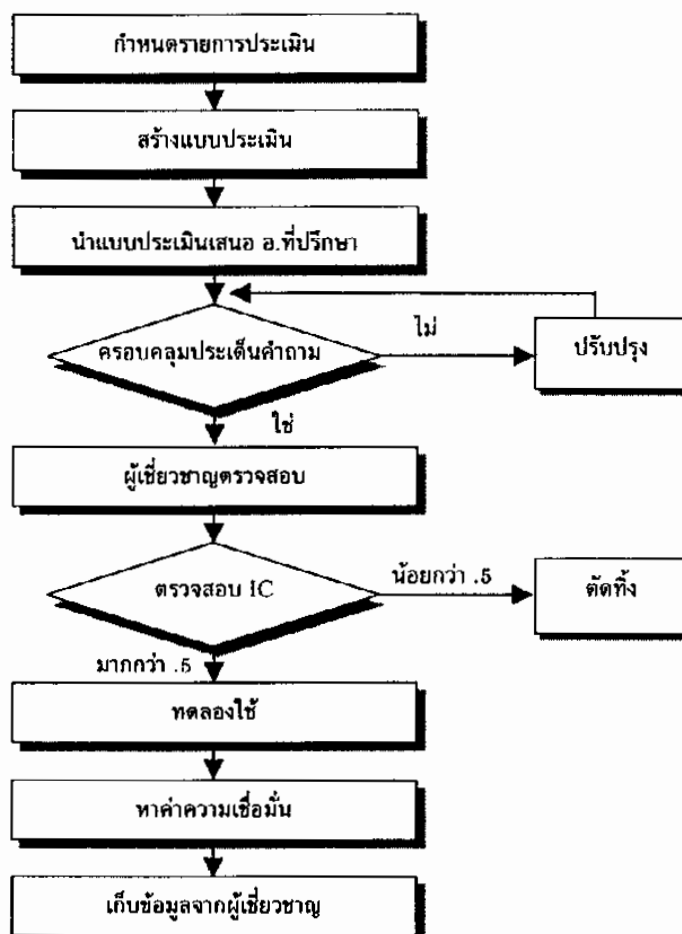 กำหนดรายการประเมิน
สร้างแบบประเมิน
นำแบบประเมินเสนอ อ.ที่ปรึกษา
ครอบคลุมประเด็นคำถาม
ไม่
ปรับปรุง
ใช่
ผู้เชี่ยวชาญตรวจสอบ
ตรวจสอบ IC
น้อยกว่า .5
ตัดทิ้ง
มากกว่า .5
ทดลองใช้
หาค่าความเชื่อมั่น
เก็บข้อมูลจากผู้เชี่ยวชาญ